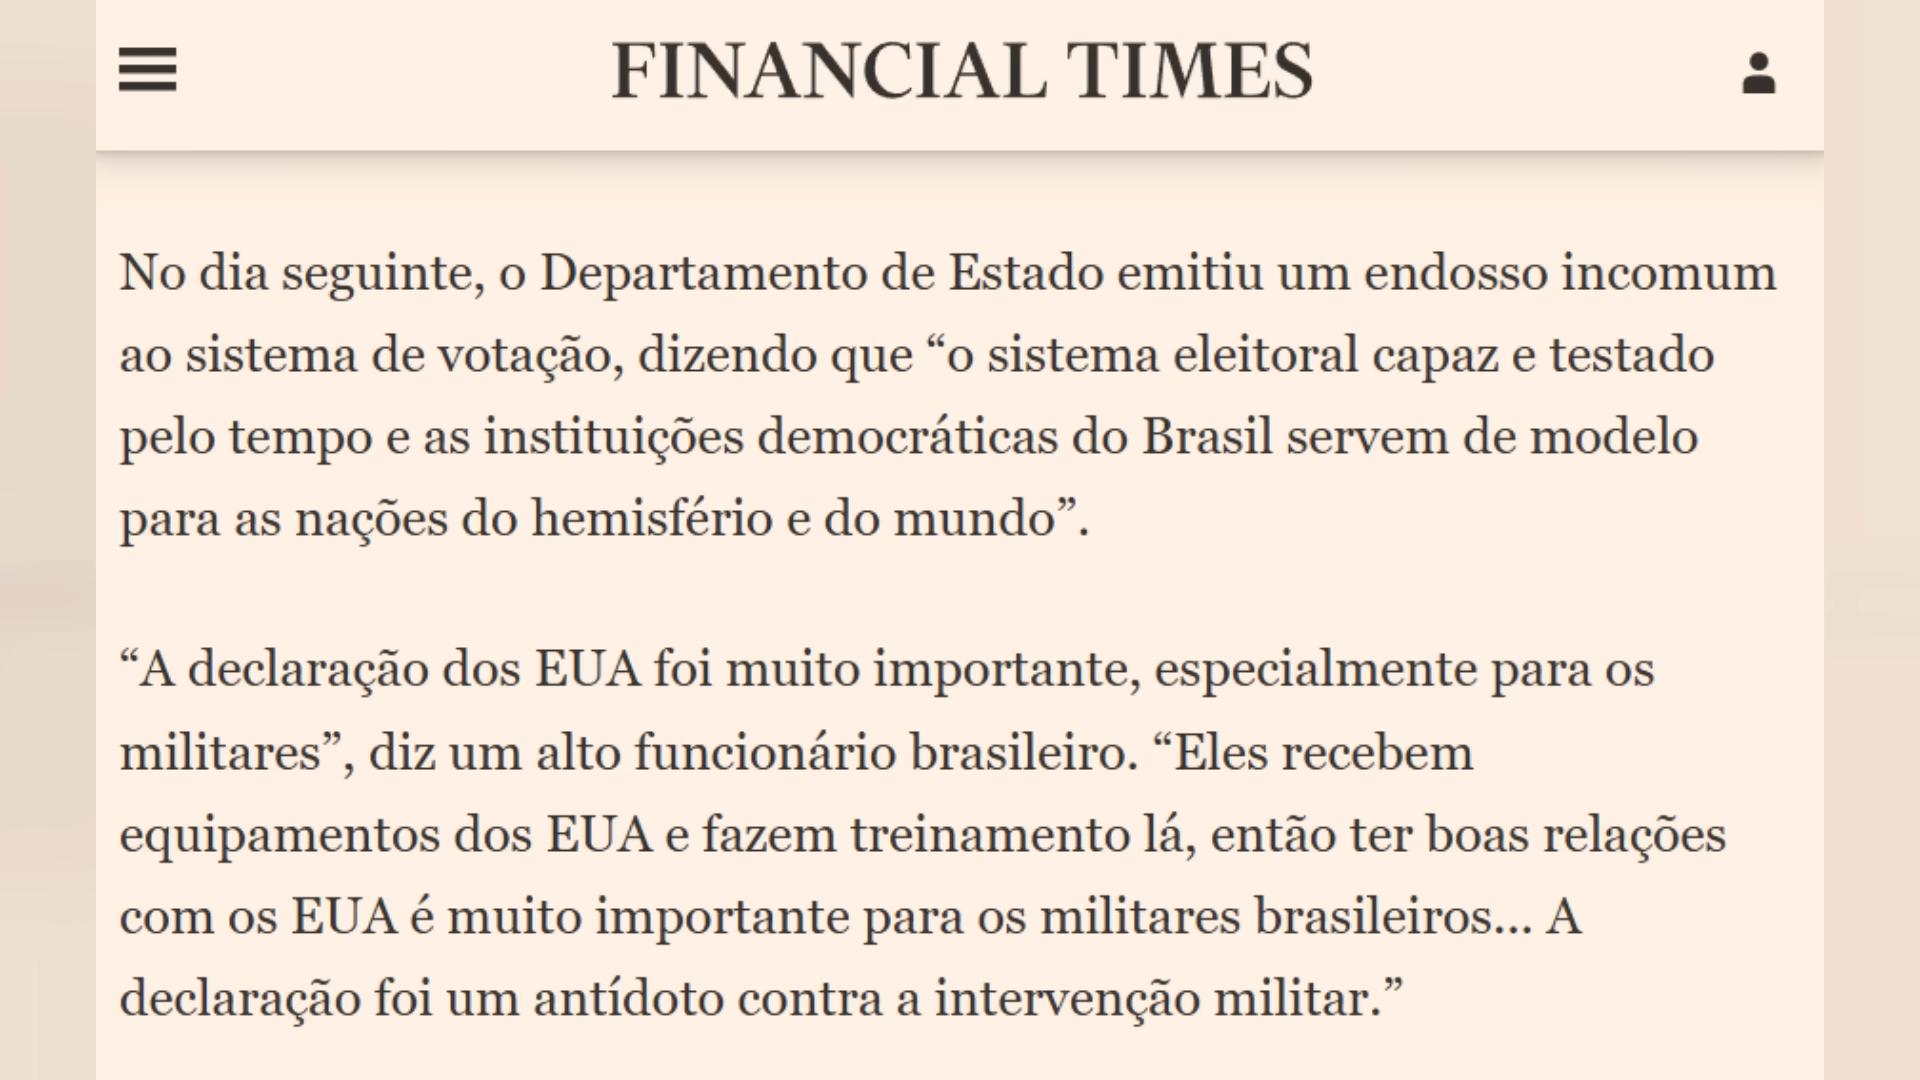 FINANCIAL TIMES
No dia seguinte, o Departamento de Estado emitiu um endosso incomum
ao sistema de votação, dizendo que “o sistema eleitoral capaz e testado
pelo tempo e as instituições democráticas do Brasil servem de modelo
para as nações do hemisfério e do mundo”.
“A declaração dos EUA foi muito importante, especialmente para os
militares”, diz um alto funcionário brasileiro. “Eles recebem
equipamentos dos EUA e fazem treinamento lá, então ter boas relações
com os EUA é muito importante para os militares brasileiros... A
declaração foi um antídoto contra a intervenção militar.”